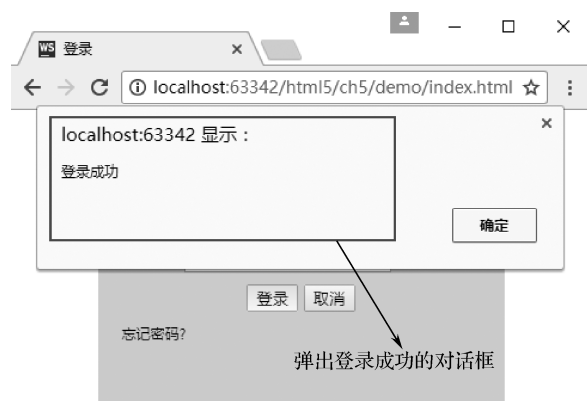 WS 登录
localhost:63342/html5/ch5/demo/index.html
localhost:63342 显示：
登录成功
确定
登录 取消
忘记密码?
弹出登录成功的对话框